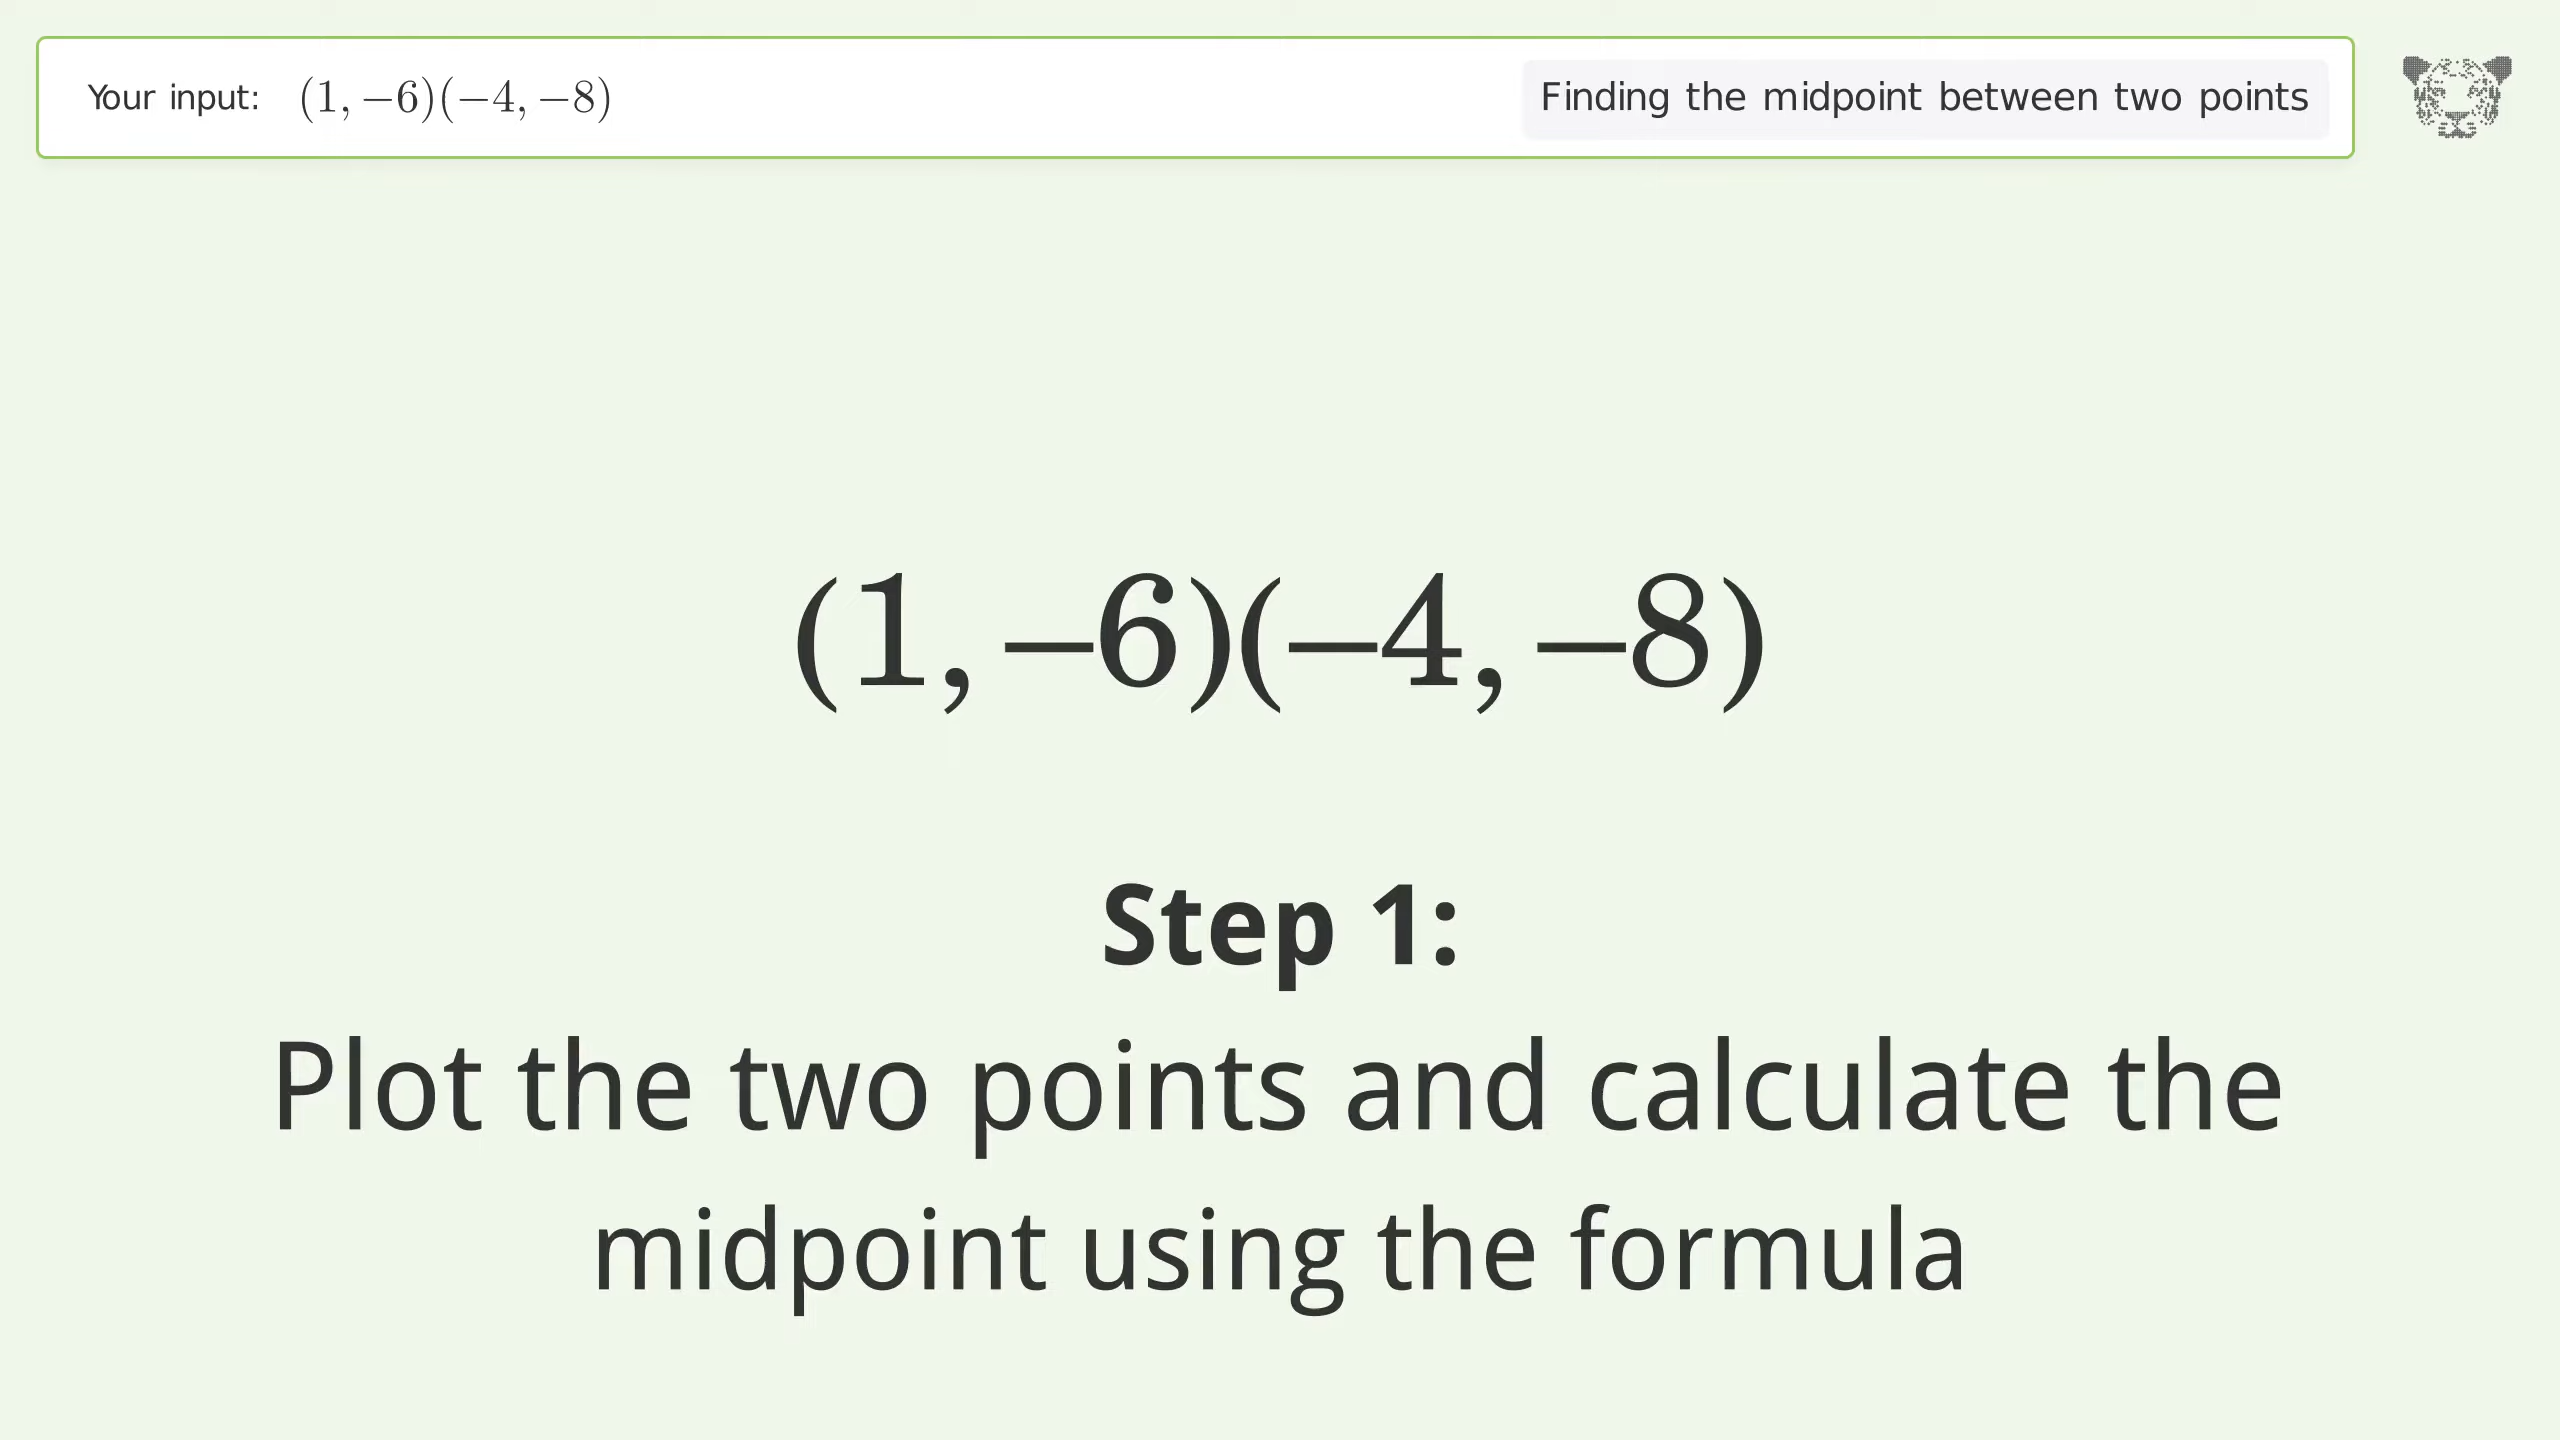 Your input: (1, −6)(−4, −8)
Finding the midpoint between two points
(1, −6)(−4, −8)
Step 1:
Plot the two points and calculate the
midpoint using the formula